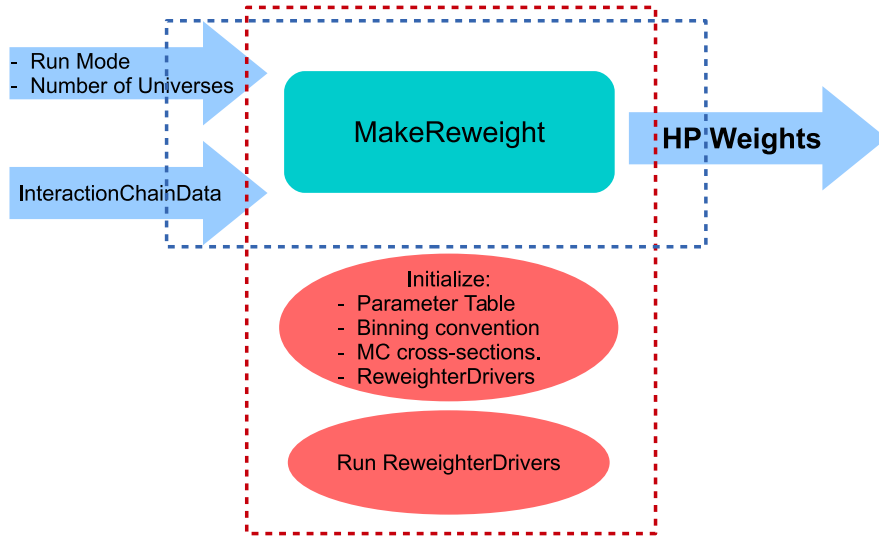 - Run Mode
- Number of Universes
InteractionChainData
MakeReweight
HP Weights
Initialize:
- Parameter Table
- Binning convention
- MC cross-sections.
- ReweighterDrivers
Run ReweighterDrivers